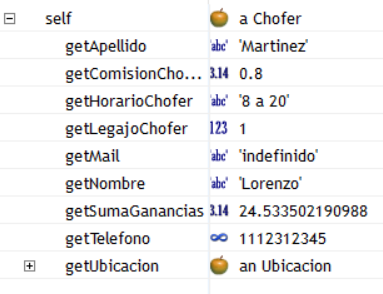 self a Chofer
getApellido 'abc' 'Martinez'
getComisionCho... 3.14 0.8
getHorarioChofer 'abc' '8 a 20'
getLegajoChofer 123 1
getMail 'abc' 'indefinido'
getNombre 'abc' 'Lorenzo'
getSumaGanancias 3.14 24.533502190988
getTelefono ∞ 1112312345
getUbicacion an Ubicacion